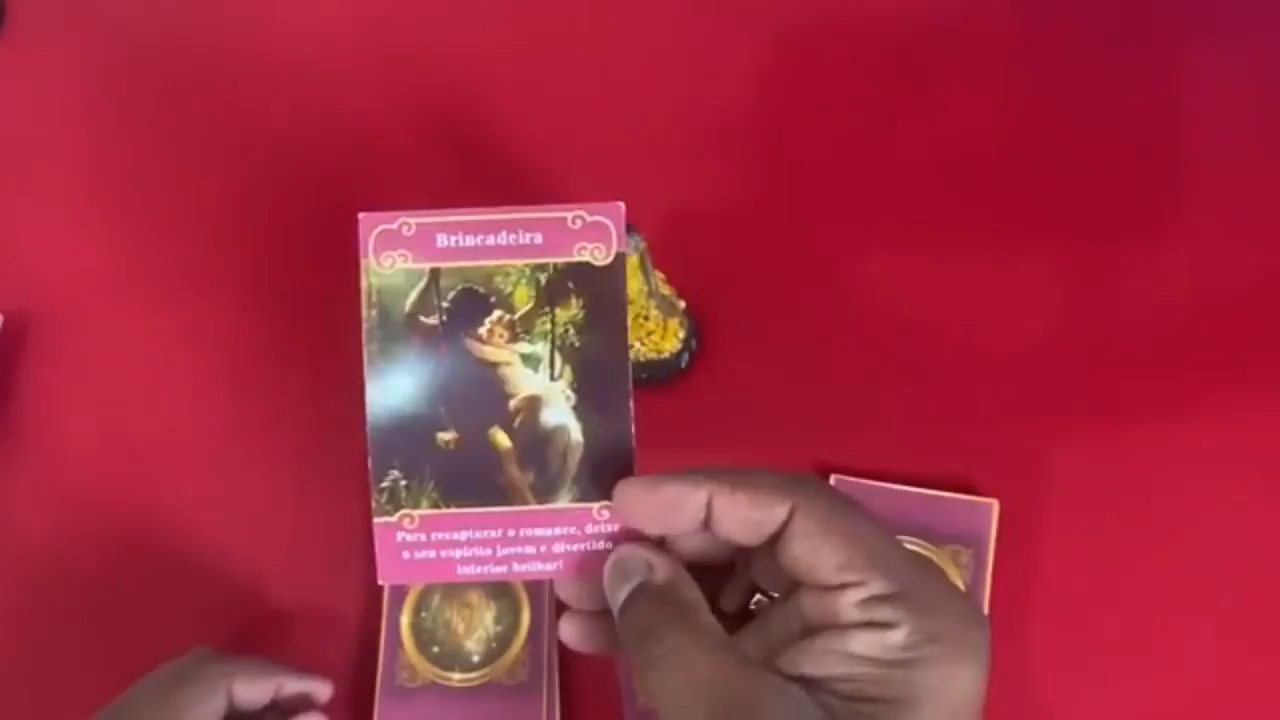 Brincadeira
Para recapturar o romance, deixe
o seu espírito jovem e divertido
interior brilhar!